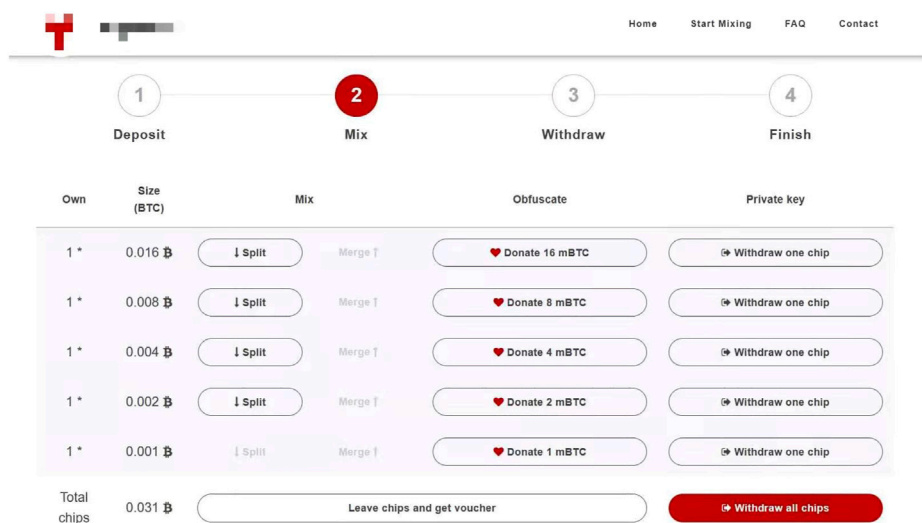 Home Start Mixing FAQ Contact
1 2 3 4
Deposit Mix Withdraw Finish
Own Size (BTC) Mix Obfuscate Private key
1 * 0.016 ₿ Split Merge Donate 16 mBTC Withdraw one chip
1 * 0.008 ₿ Split Merge Donate 8 mBTC Withdraw one chip
1 * 0.004 ₿ Split Merge Donate 4 mBTC Withdraw one chip
1 * 0.002 ₿ Split Merge Donate 2 mBTC Withdraw one chip
1 * 0.001 ₿ Split Merge Donate 1 mBTC Withdraw one chip
Total chips 0.031 ₿ Leave chips and get voucher Withdraw all chips